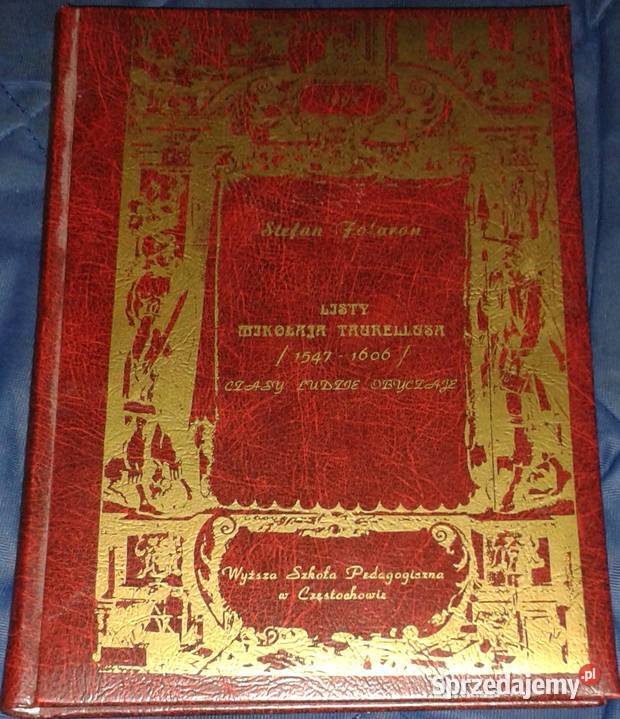 Stefan Folaron
LISTY
MIKOŁAJA TAURELLUSA
/ 1547 - 1606 /
CZASY LUDZIE OBYCZAJE
Wyższa Szkoła Pedagogiczna
w Częstochowie
Sprzedajemy.pl